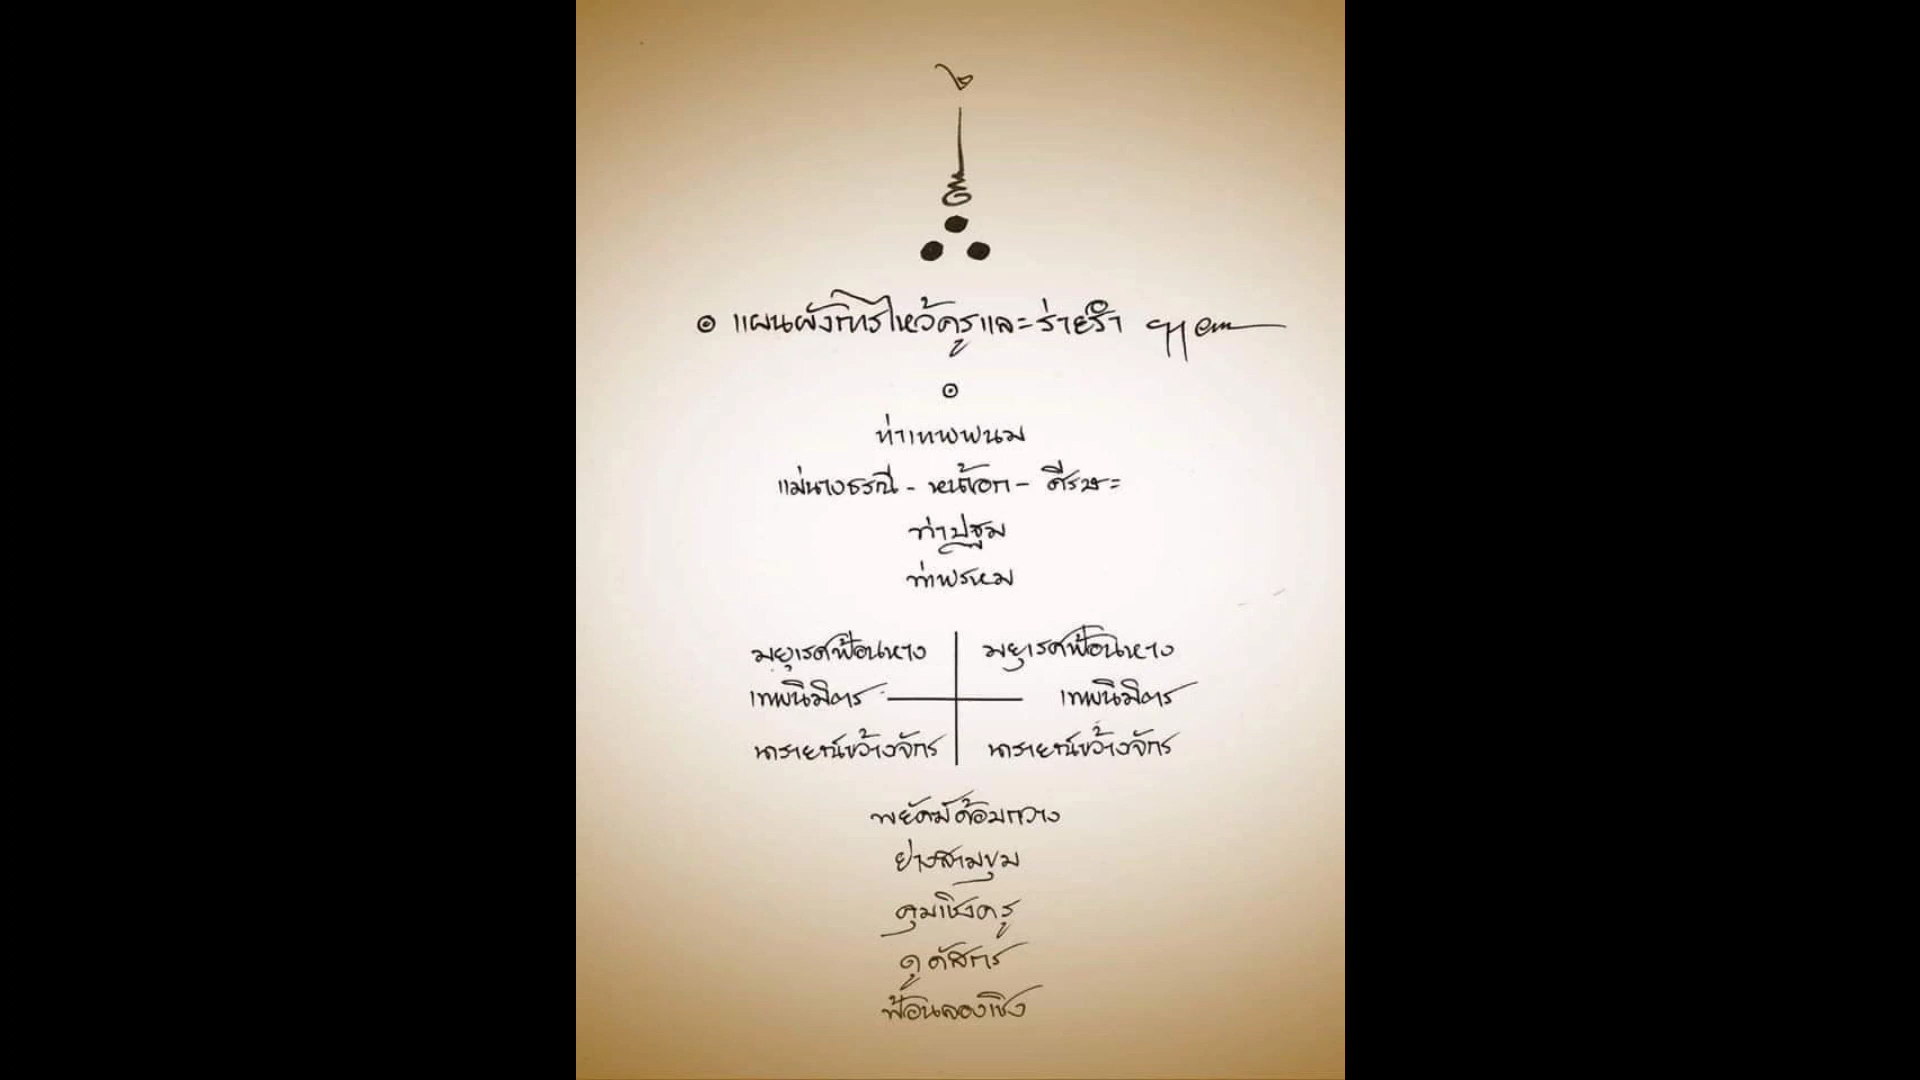 ๏ แผนผังการไหว้ครูและร่ายรำ
๏
ท่าเทพพนม
แม่นางธรณี - หน้าอก - ศีรษะ
ท่าปฐม
ท่าพรหม
มยุเรศฟ้อนหาง มยุเรศฟ้อนหาง
เทพนิมิตร เทพนิมิตร
นารายณ์ขว้างจักร นารายณ์ขว้างจักร
พยัคฆ์ด้อมกวาง
ย่างสามขุม
คุมเชิงครู
ดูดัสกร
ฟ้อนลองเชิง